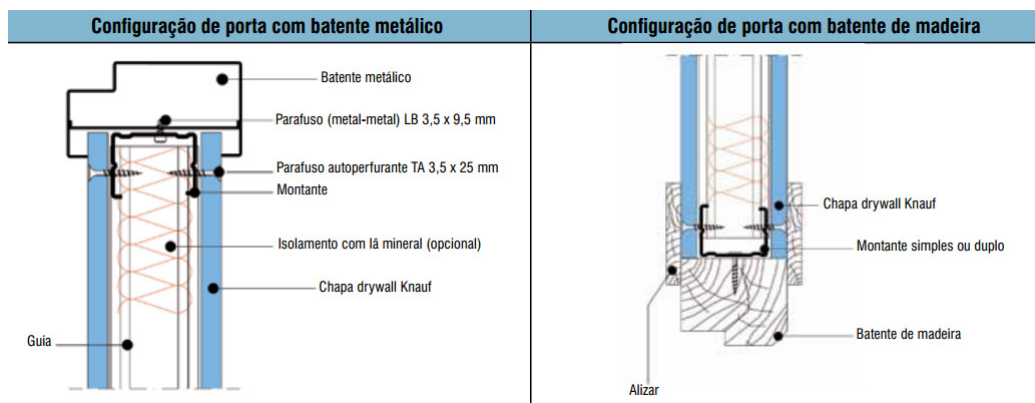 Configuração de porta com batente metálico
Batente metálico
Parafuso (metal-metal) LB 3,5 x 9,5 mm
Parafuso autoperfurante TA 3,5 x 25 mm
Montante
Isolamento com lã mineral (opcional)
Chapa drywall Knauf
Guia
Configuração de porta com batente de madeira
Chapa drywall Knauf
Montante simples ou duplo
Batente de madeira
Alizar